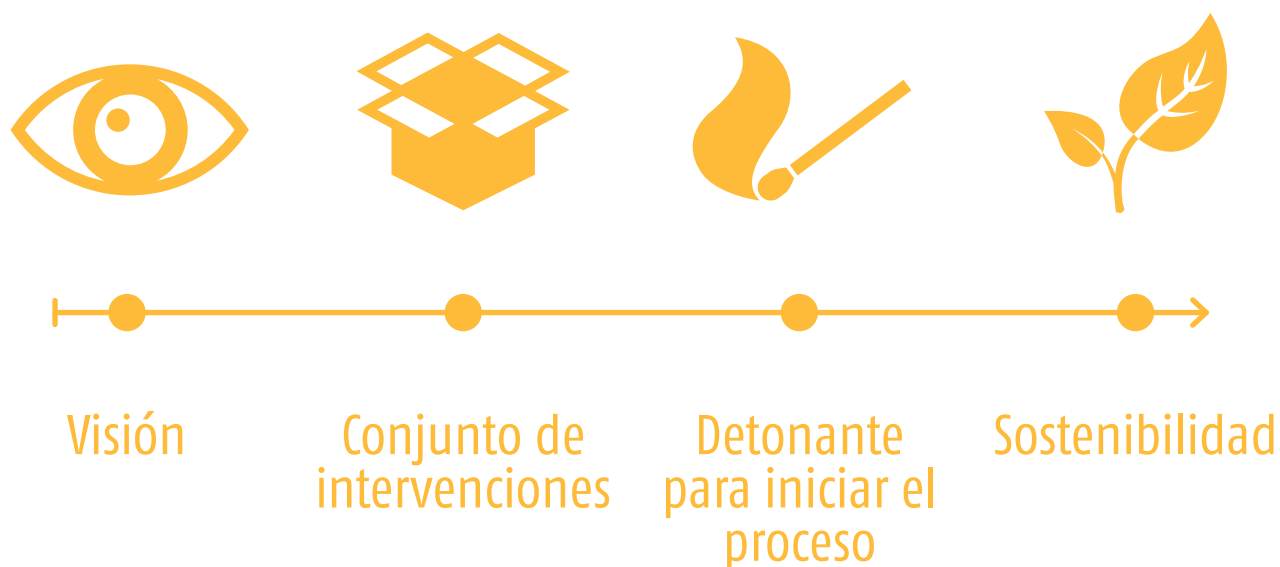 Visión
Conjunto de
intervenciones
Detonante
para iniciar el
proceso
Sostenibilidad